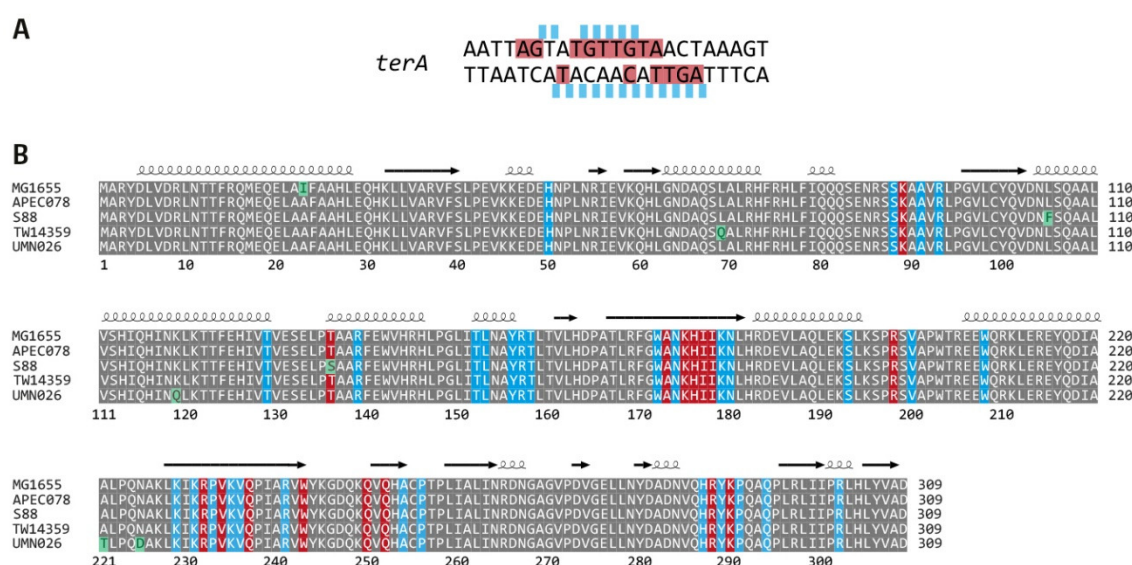 A
terA
AATTAGTATGTTGTAACTAAAGT
TTAATCATACAACATTGATTTCA
B
MG1655 MARYDLVDRLNTTFRQMEQELAIFAAHLEQHKLLVARVFSLPEVKKEDEHNPLNRIEVKQHLGNDAQSLALRHFRHLFIQQQSENRSSKAAVRLPGVLCYQVDNLSQAAL 110
APEC078 MARYDLVDRLNTTFRQMEQELAAFAAHLEQHKLLVARVFSLPEVKKEDEHNPLNRIEVKQHLGNDAQSLALRHFRHLFIQQQSENRSSKAAVRLPGVLCYQVDNLSQAAL 110
S88 MARYDLVDRLNTTFRQMEQELAAFAAHLEQHKLLVARVFSLPEVKKEDEHNPLNRIEVKQHLGNDAQSLALRHFRHLFIQQQSENRSSKAAVRLPGVLCYQVDNFSQAAL 110
TW14359 MARYDLVDRLNTTFRQMEQELAAFAAHLEQHKLLVARVFSLPEVKKEDEHNPLNRIEVKQHLGNDAQSQALRHFRHLFIQQQSENRSSKAAVRLPGVLCYQVDNLSQAAL 110
UMN026 MARYDLVDRLNTTFRQMEQELAAFAAHLEQHKLLVARVFSLPEVKKEDEHNPLNRIEVKQHLGNDAQSLALRHFRHLFIQQQSENRSSKAAVRLPGVLCYQVDNLSQAAL 110
1 10 20 30 40 50 60 70 80 90 100
MG1655 VSHIQHINKLKTTFEHIVTVESELPTAARFEWVHRHLPGLITLNAYRTLTVLHDPATLRFGWANKHIIKNLHRDEVLAQLEKSLKSPRSVAPWTREEWQRKLEREYQDIA 220
APEC078 VSHIQHINKLKTTFEHIVTVESELPTAARFEWVHRHLPGLITLNAYRTLTVLHDPATLRFGWANKHIIKNLHRDEVLAQLEKSLKSPRSVAPWTREEWQRKLEREYQDIA 220
S88 VSHIQHINKLKTTFEHIVTVESELPSAARFEWVHRHLPGLITLNAYRTLTVLHDPATLRFGWANKHIIKNLHRDEVLAQLEKSLKSPRSVAPWTREEWQRKLEREYQDIA 220
TW14359 VSHIQHINKLKTTFEHIVTVESELPTAARFEWVHRHLPGLITLNAYRTLTVLHDPATLRFGWANKHIIKNLHRDEVLAQLEKSLKSPRSVAPWTREEWQRKLEREYQDIA 220
UMN026 VSHIQHINQLKTTFEHIVTVESELPTAARFEWVHRHLPGLITLNAYRTLTVLHDPATLRFGWANKHIIKNLHRDEVLAQLEKSLKSPRSVAPWTREEWQRKLEREYQDIA 220
111 120 130 140 150 160 170 180 190 200 210
MG1655 ALPQNAKLKIKRPVKVQPIARVWYKGDQKQVQHACPTPLIALINRDNGAGVPDVGELLNYDADNVQHRYKPQAQPLRLIIPRLHLYVAD 309
APEC078 ALPQNAKLKIKRPVKVQPIARVWYKGDQKQVQHACPTPLIALINRDNGAGVPDVGELLNYDADNVQHRYKPQAQPLRLIIPRLHLYVAD 309
S88 ALPQNAKLKIKRPVKVQPIARVWYKGDQKQVQHACPTPLIALINRDNGAGVPDVGELLNYDADNVQHRYKPQAQPLRLIIPRLHLYVAD 309
TW14359 ALPQNAKLKIKRPVKVQPIARVWYKGDQKQVQHACPTPLIALINRDNGAGVPDVGELLNYDADNVQHRYKPQAQPLRLIIPRLHLYVAD 309
UMN026 TLPQDAKLKIKRPVKVQPIARVWYKGDQKQVQHACPTPLIALINRDNGAGVPDVGELLNYDADNVQHRYKPQAQPLRLIIPRLHLYVAD 309
221 230 240 250 260 270 280 290 300